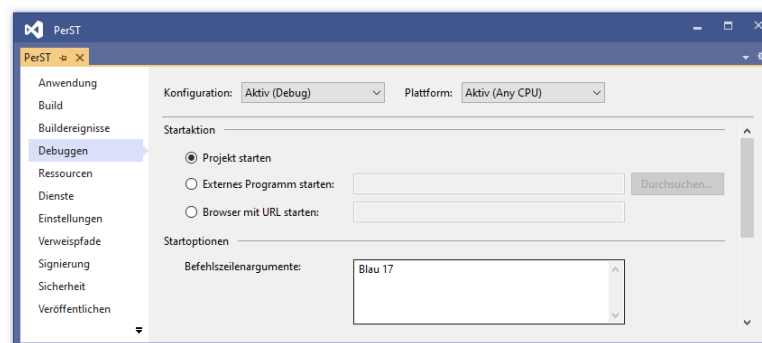 PerST
PerST
Anwendung
Build
Buildereignisse
Debuggen
Ressourcen
Dienste
Einstellungen
Verweispfade
Signierung
Sicherheit
Veröffentlichen
Konfiguration: Aktiv (Debug) Plattform: Aktiv (Any CPU)
Startaktion
Projekt starten
Externes Programm starten: Durchsuchen...
Browser mit URL starten:
Startoptionen
Befehlszeilenargumente: Blau 17